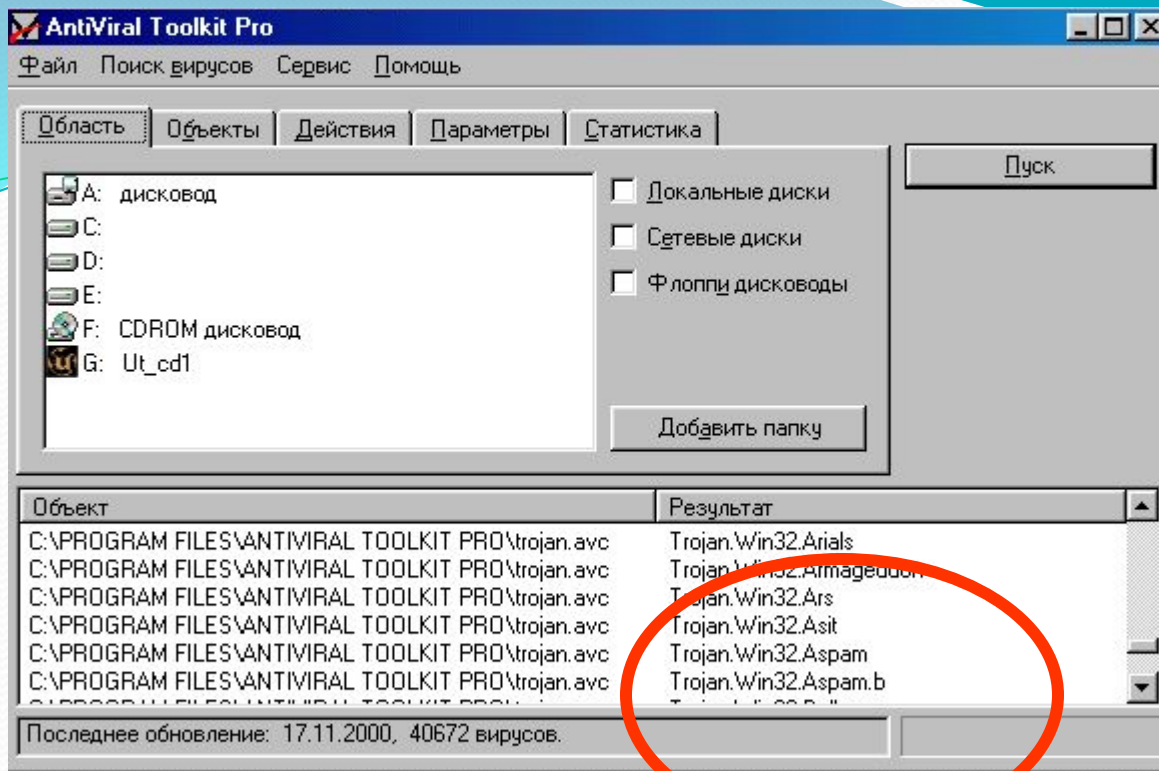 AntiViral Toolkit Pro
Файл Поиск вирусов Сервис Помощь
Область Объекты Действия Параметры Статистика
Пуск
A: дисковод
C:
D:
E:
F: CDROM дисковод
G: Ut_cd1
Локальные диски
Сетевые диски
Флоппи дисководы
Добавить папку
Объект Результат
C:\PROGRAM FILES\ANTIVIRAL TOOLKIT PRO\trojan.avc Trojan.Win32.Arials
C:\PROGRAM FILES\ANTIVIRAL TOOLKIT PRO\trojan.avc Trojan.Win32.Armageddon
C:\PROGRAM FILES\ANTIVIRAL TOOLKIT PRO\trojan.avc Trojan.Win32.Ars
C:\PROGRAM FILES\ANTIVIRAL TOOLKIT PRO\trojan.avc Trojan.Win32.Asit
C:\PROGRAM FILES\ANTIVIRAL TOOLKIT PRO\trojan.avc Trojan.Win32.Aspam
C:\PROGRAM FILES\ANTIVIRAL TOOLKIT PRO\trojan.avc Trojan.Win32.Aspam.b
Последнее обновление: 17.11.2000, 40672 вирусов.